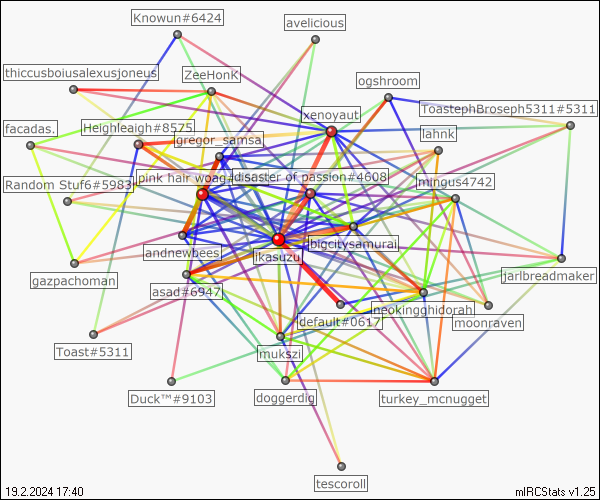 Knowun#6424
avelicious
thiccusboiusalexusjoneus
ZeeHonK
ogshroom
xenoyaut
ToastephBroseph5311#5311
facadas.
Heighleaigh#8575
gregor_samsa
lahnK
Random Stuf6#5983
pink hair woag#
disaster of passion#4608
mingus4742
andnewbees
ikasuzu
bigcitysamurai
gazpachoman
asad#6947
jarlbreadmaker
default#0617
neokingghidorah
moonraven
Toast#5311
mukszi
Duck™#9103
doggerdig
turkey_mcnugget
tescoroll
19.2.2024 17:40
mIRCStats v1.25